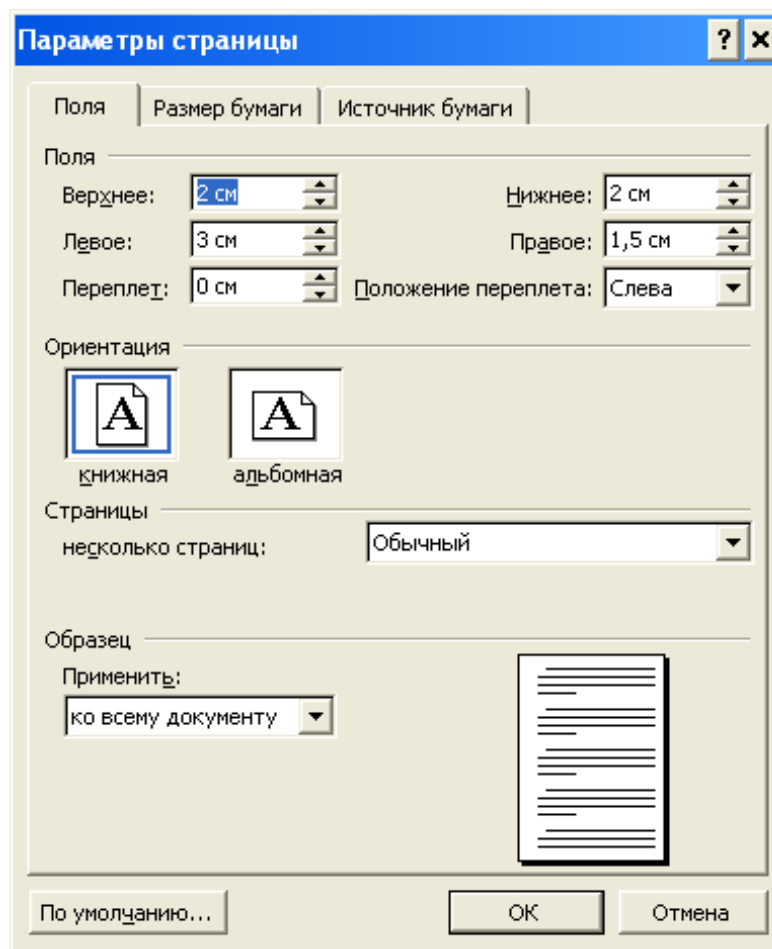 Параметры страницы
Поля Размер бумаги Источник бумаги
Поля
Верхнее: 2 см Нижнее: 2 см
Левое: 3 см Правое: 1,5 см
Переплет: 0 см Положение переплета: Слева
Ориентация
A A
книжная альбомная
Страницы
несколько страниц: Обычный
Образец
Применить:
ко всему документу
По умолчанию... ОК Отмена